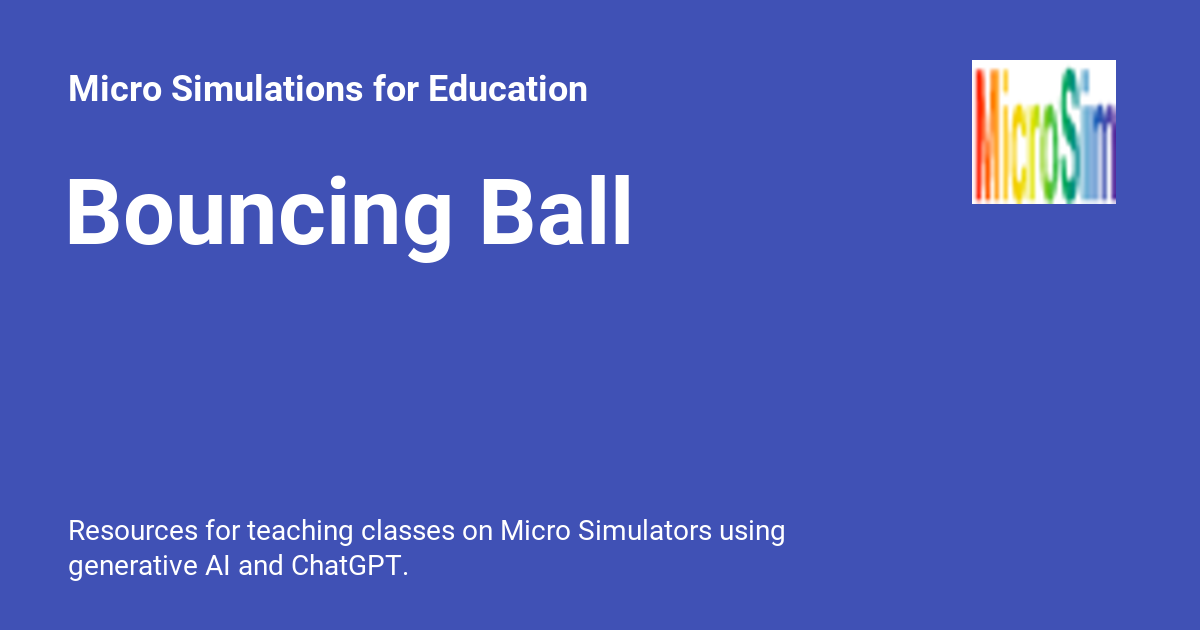 Micro Simulations for Education
MicroSim
Bouncing Ball
Resources for teaching classes on Micro Simulators using
generative AI and ChatGPT.